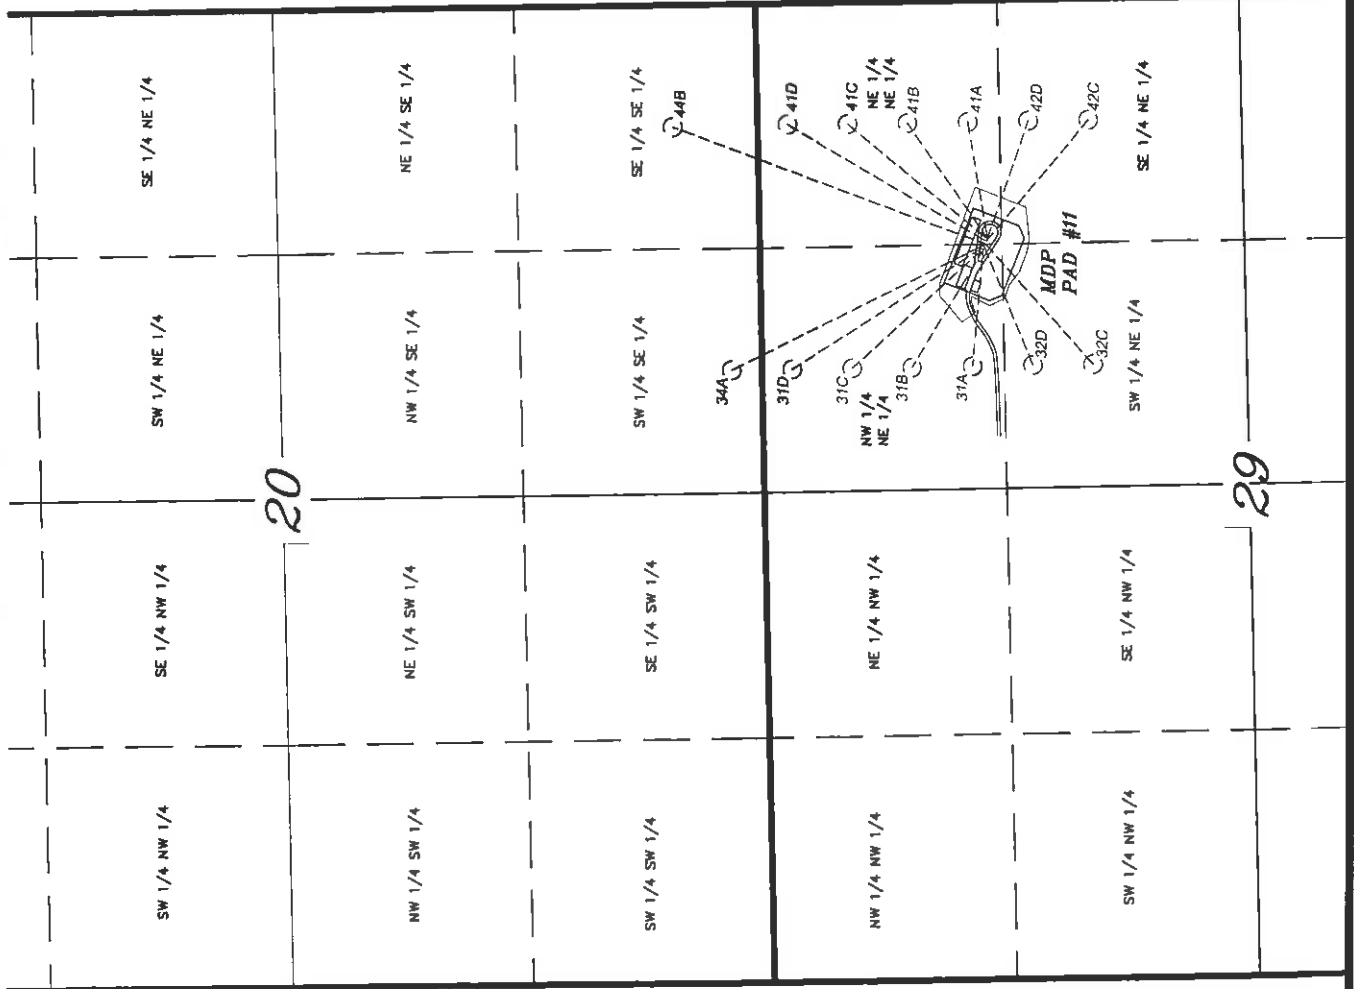 SE 1/4 NE 1/4
SW 1/4 NE 1/4
20
SE 1/4 NW 1/4
SW 1/4 NW 1/4
NE 1/4 SE 1/4
NW 1/4 SE 1/4
NE 1/4 SW 1/4
NW 1/4 SW 1/4
SE 1/4 SE 1/4
44B
SW 1/4 SE 1/4
34A
SE 1/4 SW 1/4
SW 1/4 SW 1/4
41D
41C
NE 1/4
NE 1/4
41B
41A
42D
42C
31D
31C
NW 1/4
NE 1/4
31B
31A
32D
32C
MDP
PAD #11
NE 1/4 NW 1/4
NW 1/4 NW 1/4
SE 1/4 NE 1/4
SW 1/4 NE 1/4
29
SE 1/4 NW 1/4
SW 1/4 NW 1/4